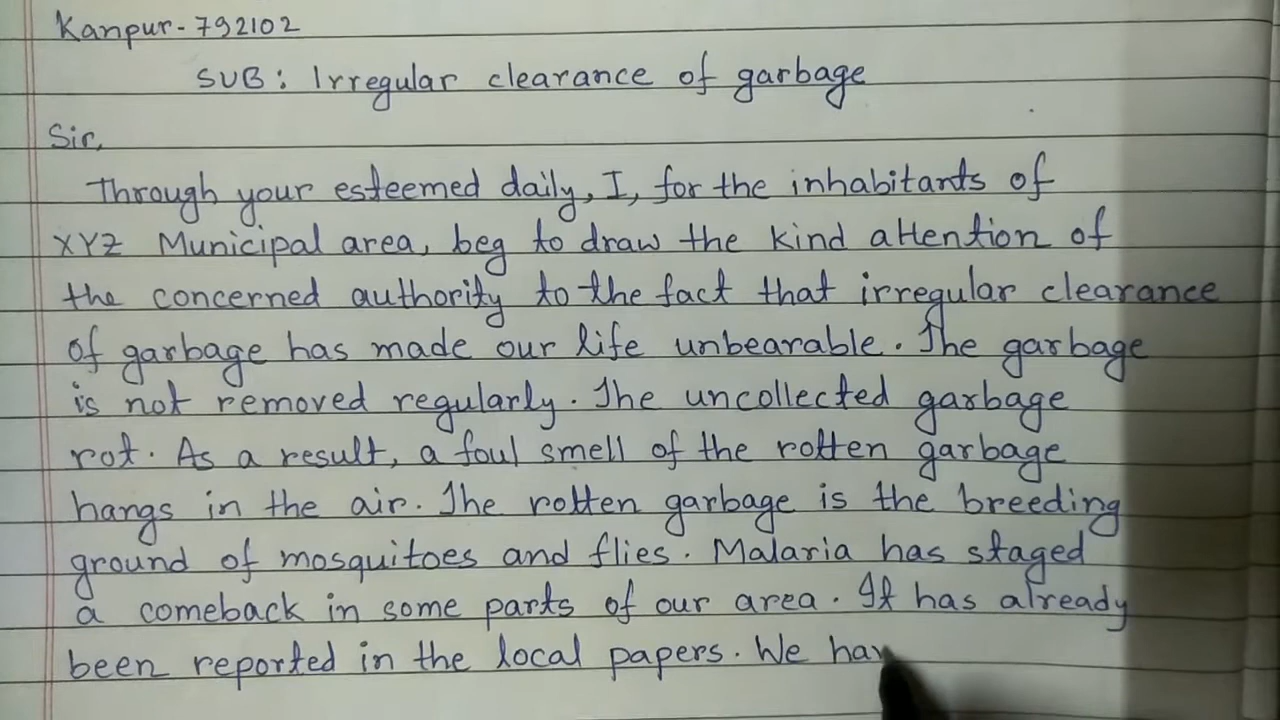 Kanpur - 792102
SUB: Irregular clearance of garbage
Sir,
Through your esteemed daily, I, for the inhabitants of
XYZ Municipal area, beg to draw the kind attention of
the concerned authority to the fact that irregular clearance
of garbage has made our life unbearable. The garbage
is not removed regularly. The uncollected garbage
rot. As a result, a foul smell of the rotten garbage
hangs in the air. The rotten garbage is the breeding
ground of mosquitoes and flies. Malaria has staged
a comeback in some parts of our area. It has already
been reported in the local papers. We hav